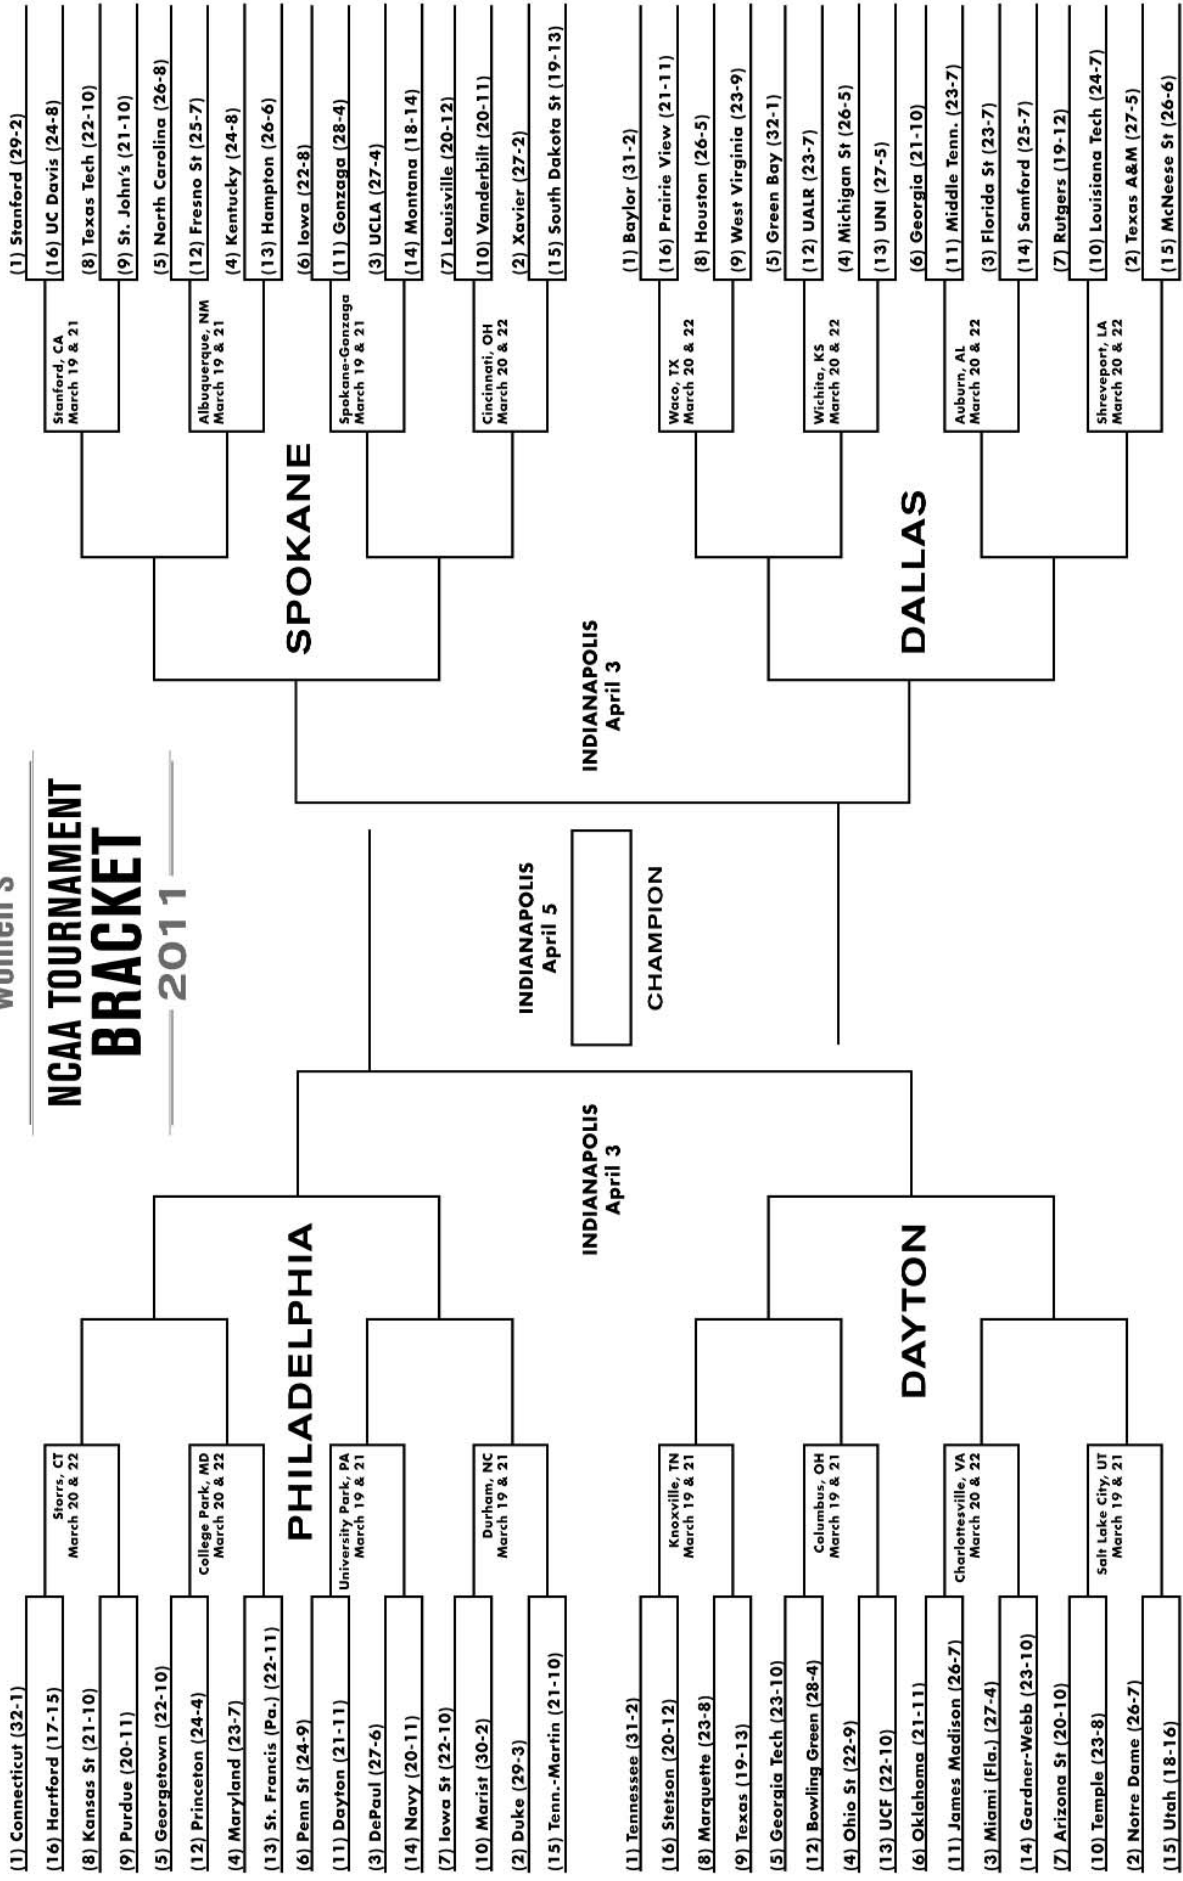 women's
NCAA TOURNAMENT
BRACKET
2011
(1) Connecticut (32-1)
(16) Hartford (17-15)
(8) Kansas St (21-10)
(9) Purdue (20-11)
(5) Georgetown (22-10)
(12) Princeton (24-4)
(4) Maryland (23-7)
(13) St. Francis (Pa.) (22-11)
(6) Penn St (24-9)
(11) Dayton (21-11)
(3) DePaul (27-6)
(14) Navy (20-11)
(7) Iowa St (22-10)
(10) Marist (30-2)
(2) Duke (29-3)
(15) Tenn.-Martin (21-10)
Storrs, CT
March 20 & 22
College Park, MD
March 20 & 22
University Park, PA
March 19 & 21
Durham, NC
March 19 & 21
PHILADELPHIA
(1) Tennessee (31-2)
(16) Stetson (20-12)
(8) Marquette (23-8)
(9) Texas (19-13)
(5) Georgia Tech (23-10)
(12) Bowling Green (28-4)
(4) Ohio St (22-9)
(13) UCF (22-10)
(6) Oklahoma (21-11)
(11) James Madison (26-7)
(3) Miami (Fla.) (27-4)
(14) Gardner-Webb (23-10)
(7) Arizona St (20-10)
(10) Temple (23-8)
(2) Notre Dame (26-7)
(15) Utah (18-16)
Knoxville, TN
March 19 & 21
Columbus, OH
March 19 & 21
Charlottesville, VA
March 20 & 22
Salt Lake City, UT
March 19 & 21
DAYTON
INDIANAPOLIS
April 3
INDIANAPOLIS
April 5
CHAMPION
INDIANAPOLIS
April 3
SPOKANE
Stanford, CA
March 19 & 21
Albuquerque, NM
March 19 & 21
Spokane-Gonzaga
March 19 & 21
Cincinnati, OH
March 20 & 22
(1) Stanford (29-2)
(16) UC Davis (24-8)
(8) Texas Tech (22-10)
(9) St. John's (21-10)
(5) North Carolina (26-8)
(12) Fresno St (25-7)
(4) Kentucky (24-8)
(13) Hampton (26-6)
(6) Iowa (22-8)
(11) Gonzaga (28-4)
(3) UCLA (27-4)
(14) Montana (18-14)
(7) Louisville (20-12)
(10) Vanderbilt (20-11)
(2) Xavier (27-2)
(15) South Dakota St (19-13)
DALLAS
Waco, TX
March 20 & 22
Wichita, KS
March 20 & 22
Auburn, AL
March 20 & 22
Shreveport, LA
March 20 & 22
(1) Baylor (31-2)
(16) Prairie View (21-11)
(8) Houston (26-5)
(9) West Virginia (23-9)
(5) Green Bay (32-1)
(12) UALR (23-7)
(4) Michigan St (26-5)
(13) UNI (27-5)
(6) Georgia (21-10)
(11) Middle Tenn. (23-7)
(3) Florida St (23-7)
(14) Samford (25-7)
(7) Rutgers (19-12)
(10) Louisiana Tech (24-7)
(2) Texas A&M (27-5)
(15) McNeese St (26-6)